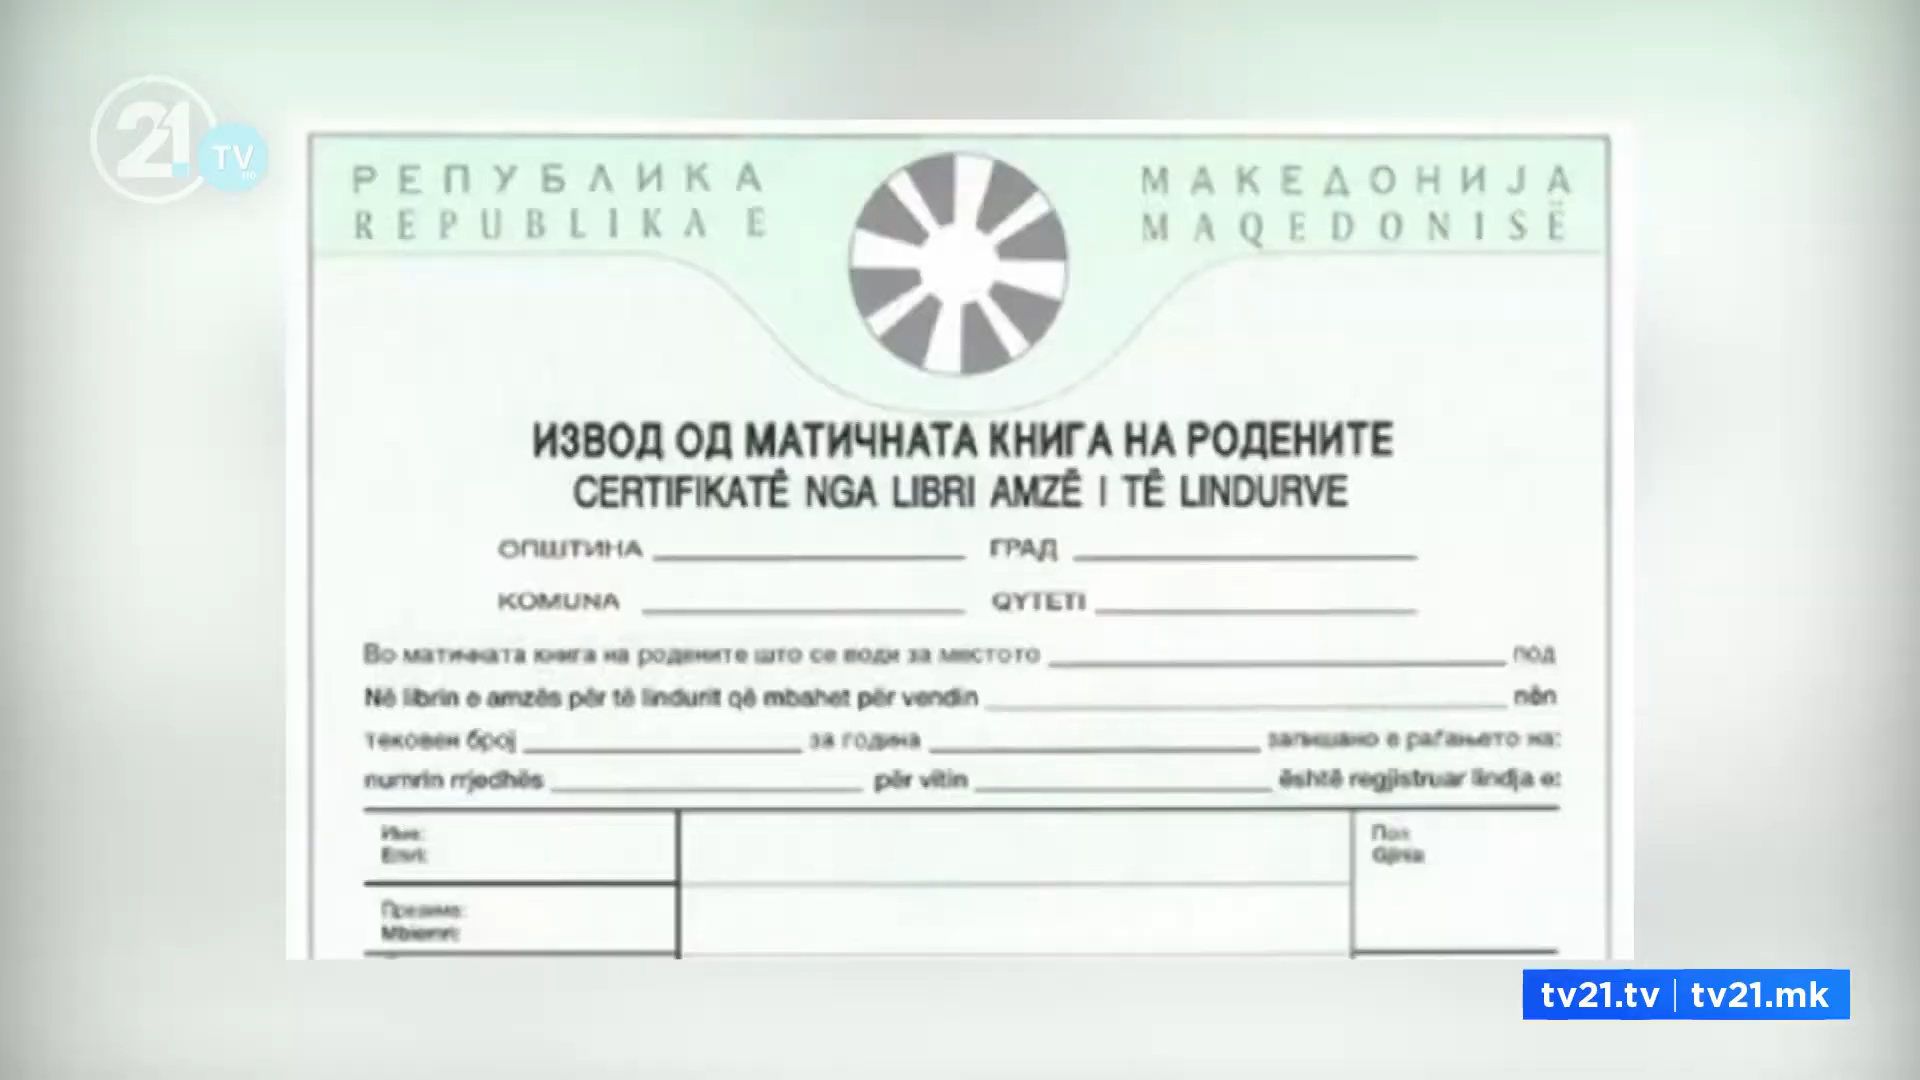 21
TV
HD
РЕПУБЛИКА МАКЕДОНИЈА
REPUBLIKA E MAQEDONISË
ИЗВОД ОД МАТИЧНАТА КНИГА НА РОДЕНИТЕ
CERTIFIKATË NGA LIBRI AMZË I TË LINDURVE
ОПШТИНА ГРАД
KOMUNA QYTETI
Во матичната книга на родените што се води за местото под
Në librin e amzës për të lindurit që mbahet për vendin nën
тековен број за година запишано е раѓањето на:
numrin rrjedhës për vitin është regjistruar lindja e:
Име: Пол
Emri: Gjinia
Презиме:
Mbiemri:
tv21.tv | tv21.mk